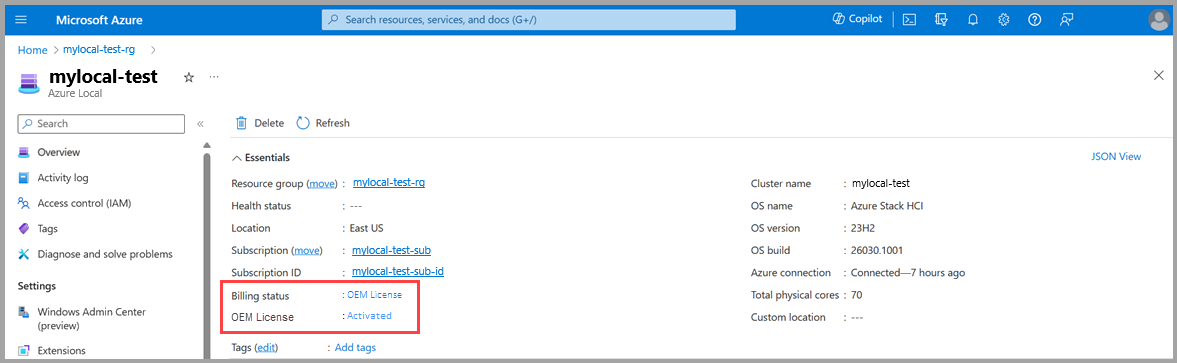 Microsoft Azure
Search resources, services, and docs (G+/)
Copilot
Home > mylocal-test-rg >
mylocal-test
Azure Local
Search
Overview
Activity log
Access control (IAM)
Tags
Diagnose and solve problems
Settings
Windows Admin Center
(preview)
Extensions
Delete
Refresh
Essentials
JSON View
Resource group (move) : mylocal-test-rg
Health status : ---
Location : East US
Subscription (move) : mylocal-test-sub
Subscription ID : mylocal-test-sub-id
Billing status : OEM License
OEM License : Activated
Tags (edit) : Add tags
Cluster name : mylocal-test
OS name : Azure Stack HCI
OS version : 23H2
OS build : 26030.1001
Azure connection : Connected—7 hours ago
Total physical cores : 70
Custom location : ---